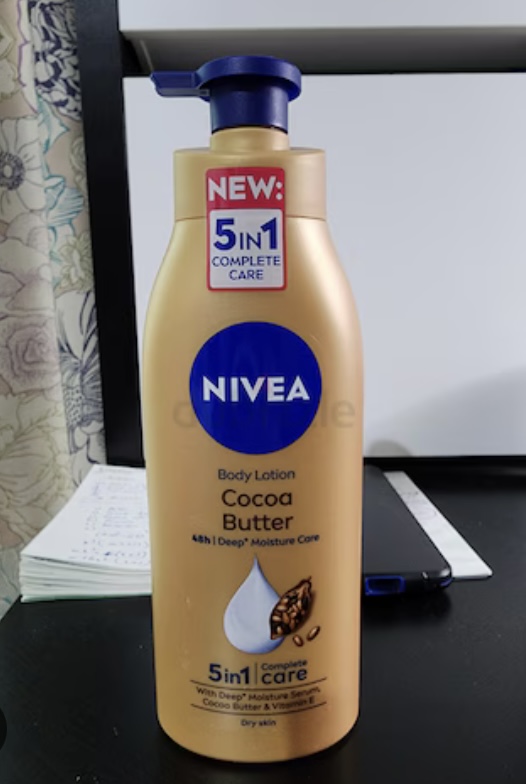 NEW:
5IN1
COMPLETE
CARE
NIVEA
Body Lotion
Cocoa
Butter
48h | Deep* Moisture Care
5in1 | Complete
care
With Deep* Moisture Serum,
Cocoa Butter & Vitamin E
Dry skin